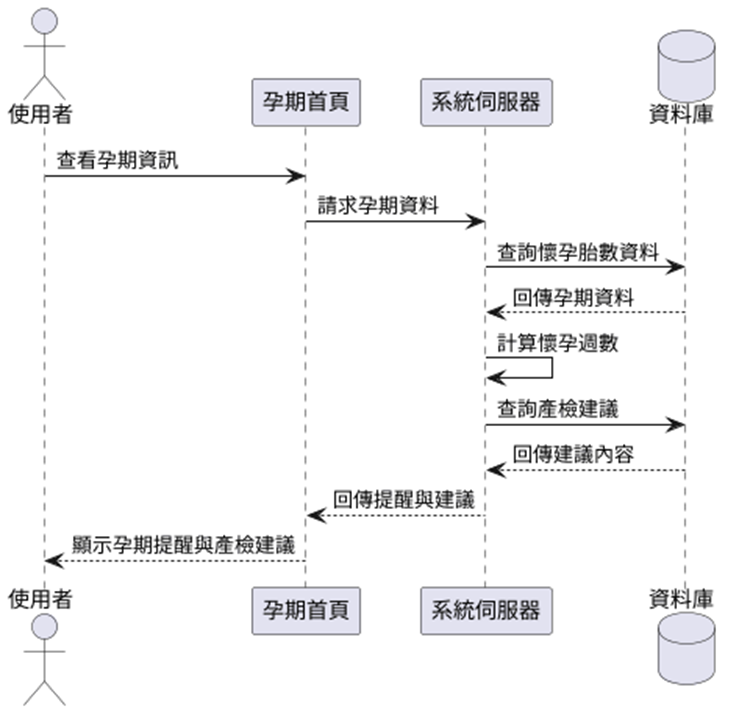 使用者
孕期首頁
系統伺服器
資料庫
查看孕期資訊
請求孕期資料
查詢懷孕胎數資料
回傳孕期資料
計算懷孕週數
查詢產檢建議
回傳建議內容
回傳提醒與建議
顯示孕期提醒與產檢建議
使用者
孕期首頁
系統伺服器
資料庫